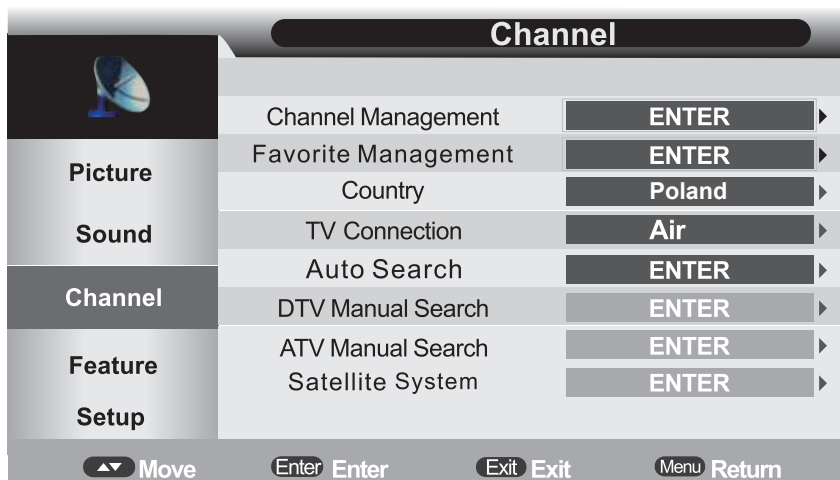 Channel
Channel Management ENTER
Favorite Management ENTER
Country Poland
TV Connection Air
Auto Search ENTER
DTV Manual Search ENTER
ATV Manual Search ENTER
Satellite System ENTER
Picture
Sound
Channel
Feature
Setup
Move Enter Enter Exit Exit Menu Return